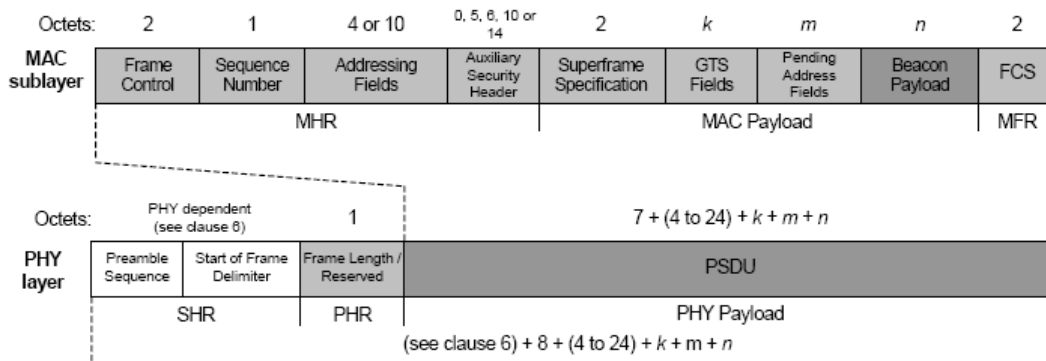 Octets: 2 1 4 or 10 0, 5, 6, 10 or 14 2 k m n 2
MAC sublayer
Frame Control
Sequence Number
Addressing Fields
Auxiliary Security Header
Superframe Specification
GTS Fields
Pending Address Fields
Beacon Payload
FCS
MHR MAC Payload MFR
Octets: PHY dependent (see clause 6) 1 7 + (4 to 24) + k + m + n
PHY layer
Preamble Sequence
Start of Frame Delimiter
Frame Length / Reserved
PSDU
SHR PHR PHY Payload
(see clause 6) + 8 + (4 to 24) + k + m + n